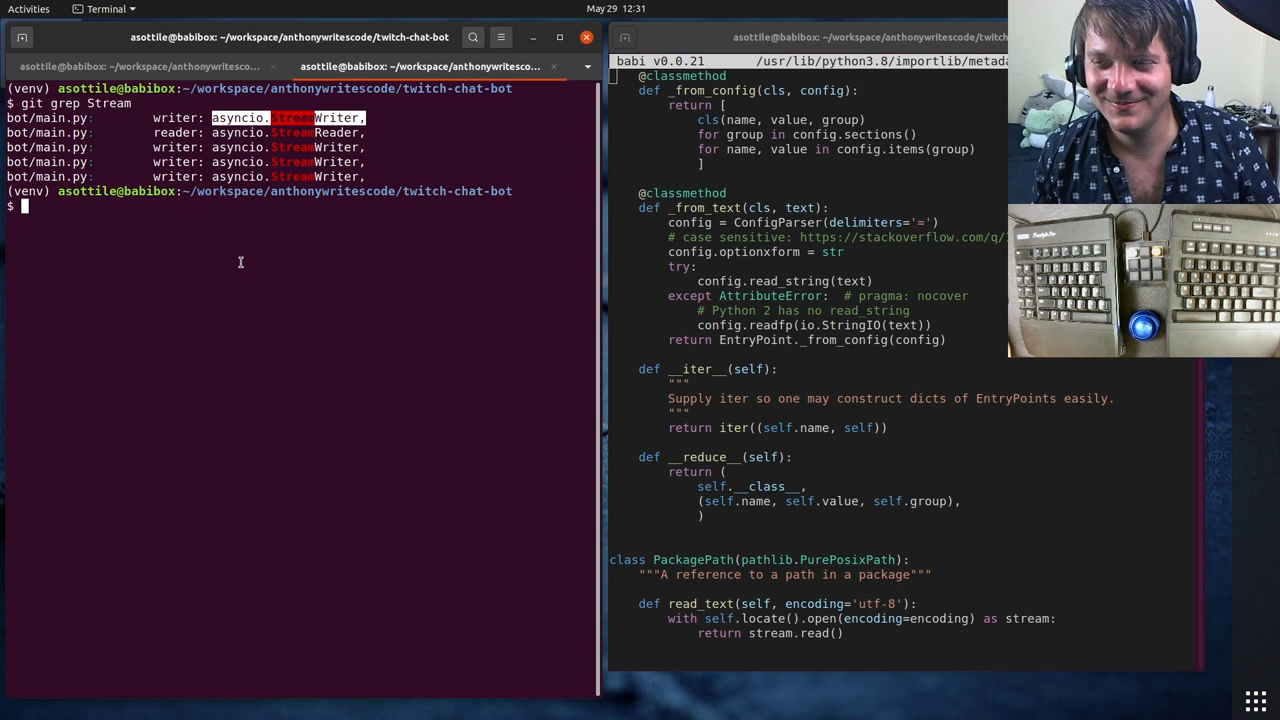 Activities
Terminal
May 29 12:31
asottile@babibox: ~/workspace/anthonywritescode/twitch-chat-bot
asottile@babibox: ~/workspace/anthonywritesco...
asottile@babibox: ~/workspace/anthonywritesco...
(venv) asottile@babibox:~/workspace/anthonywritescode/twitch-chat-bot
$ git grep Stream
bot/main.py:        writer: asyncio.StreamWriter,
bot/main.py:        reader: asyncio.StreamReader,
bot/main.py:        writer: asyncio.StreamWriter,
bot/main.py:        writer: asyncio.StreamWriter,
bot/main.py:        writer: asyncio.StreamWriter,
(venv) asottile@babibox:~/workspace/anthonywritescode/twitch-chat-bot
$
asottile@babibox: ~/workspace/anthonywritescode/twitch
babi v0.0.21 /usr/lib/python3.8/importlib/metada
@classmethod
def _from_config(cls, config):
return [
cls(name, value, group)
for group in config.sections()
for name, value in config.items(group)
]
@classmethod
def _from_text(cls, text):
config = ConfigParser(delimiters='=')
# case sensitive: https://stackoverflow.com/q/
config.optionxform = str
try:
config.read_string(text)
except AttributeError:  # pragma: nocover
# Python 2 has no read_string
config.readfp(io.StringIO(text))
return EntryPoint._from_config(config)
def __iter__(self):
"""
Supply iter so one may construct dicts of EntryPoints easily.
"""
return iter((self.name, self))
def __reduce__(self):
return (
self.__class__,
(self.name, self.value, self.group),
)
class PackagePath(pathlib.PurePosixPath):
"""A reference to a path in a package"""
def read_text(self, encoding='utf-8'):
with self.locate().open(encoding=encoding) as stream:
return stream.read()